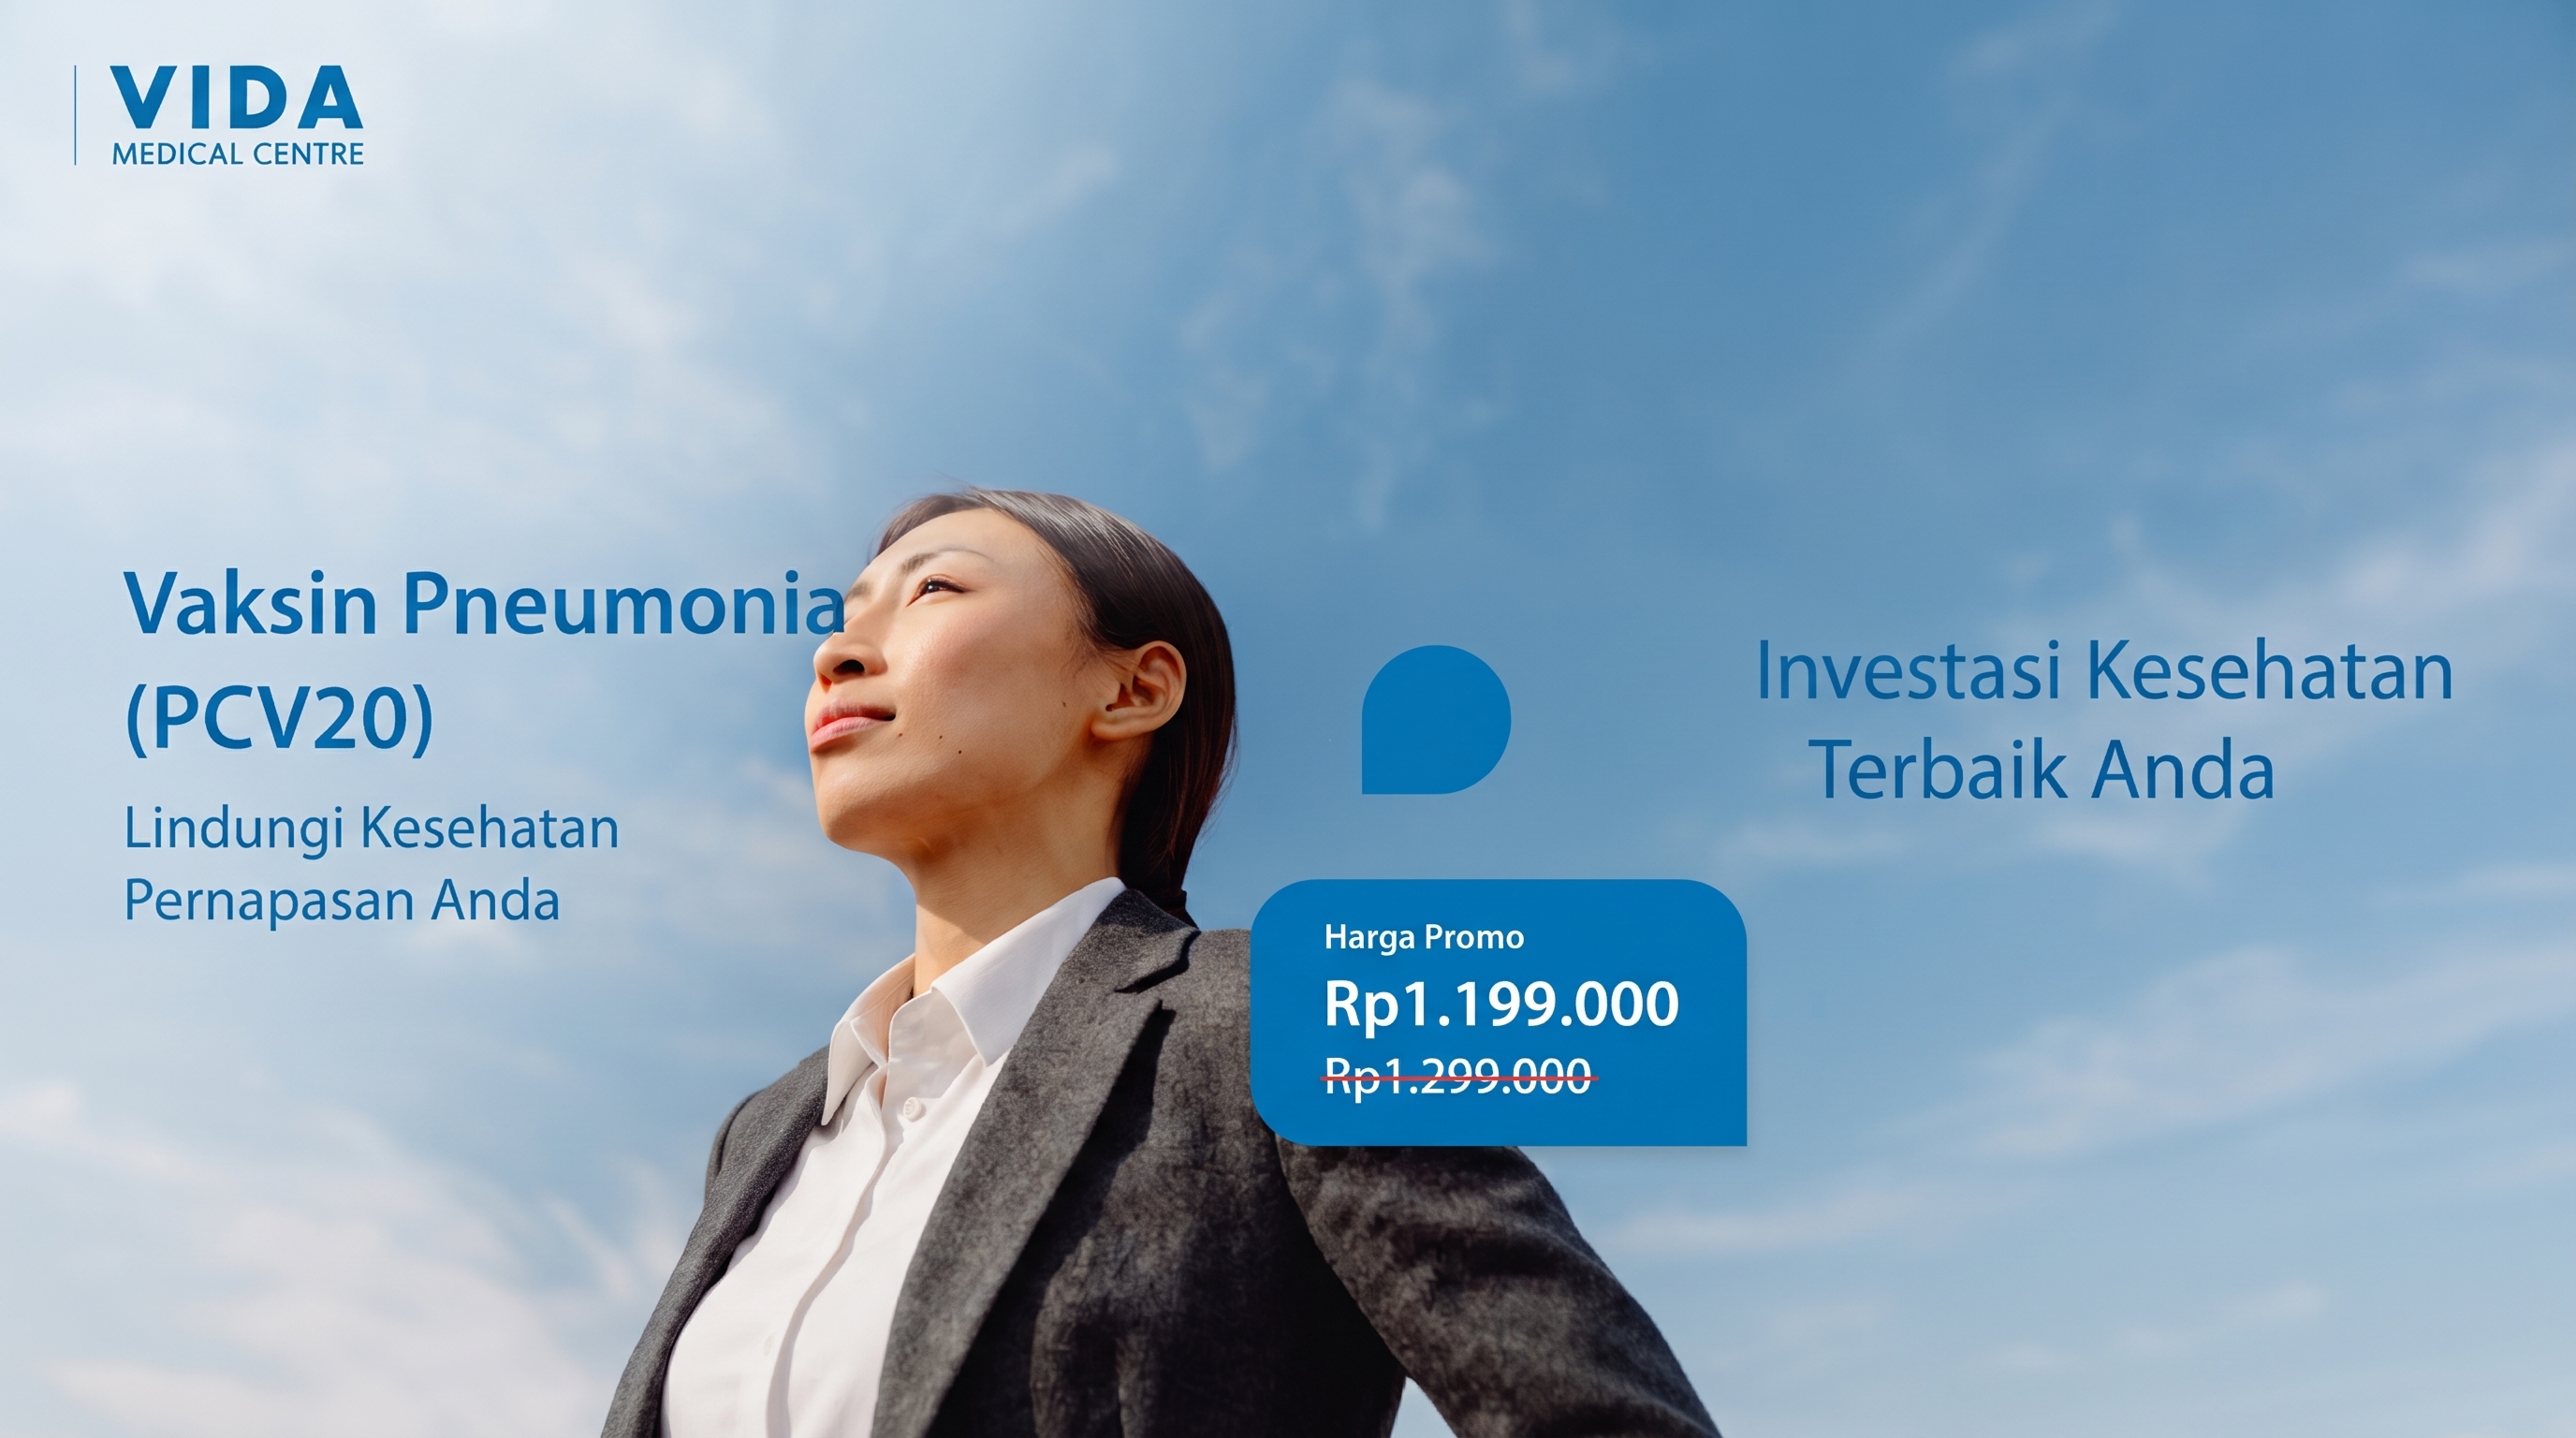 VIDA
MEDICAL CENTRE
Vaksin Pneumonia
(PCV20)
Lindungi Kesehatan
Pernapasan Anda
Investasi Kesehatan
Terbaik Anda
Harga Promo
Rp1.199.000
Rp1.299.000